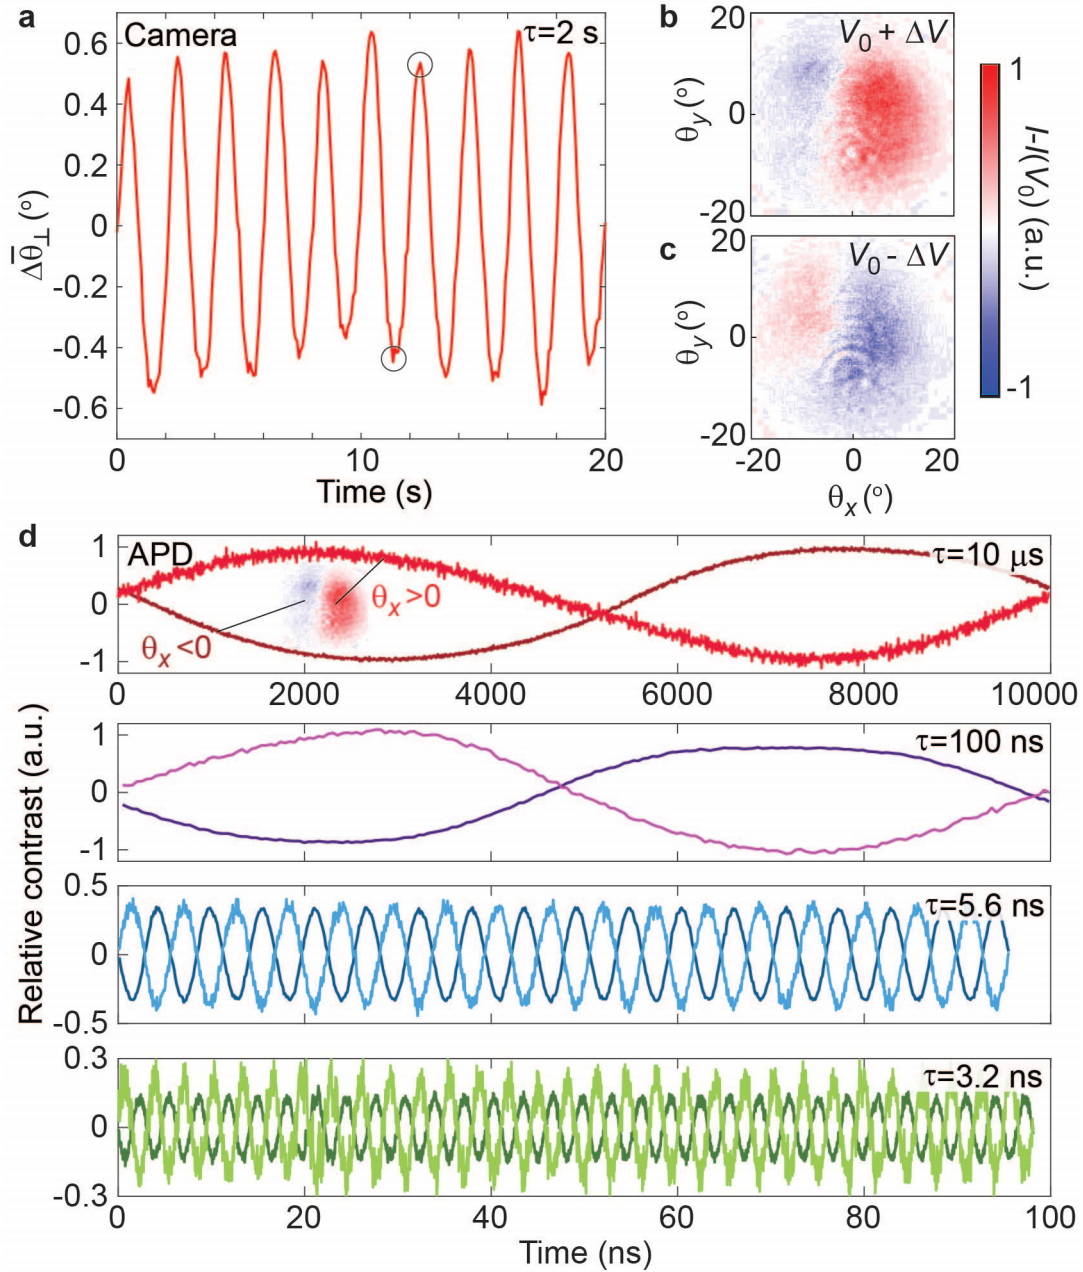 a
Camera
τ=2 s
0.6
0.4
0.2
0
-0.2
-0.4
-0.6
Δθ̅⊥ (°)
0
10
20
Time (s)
b
V0 + ΔV
20
0
-20
θy (°)
c
V0 - ΔV
20
0
-20
θy (°)
-20
0
20
θx (°)
1
-1
I-I(V0) (a.u.)
d
APD
τ=10 μs
1
0
-1
θx<0
θx>0
0
2000
4000
6000
8000
10000
Relative contrast (a.u.)
τ=100 ns
1
0
-1
τ=5.6 ns
0.5
0
-0.5
τ=3.2 ns
0.3
0
-0.3
0
20
40
60
80
100
Time (ns)